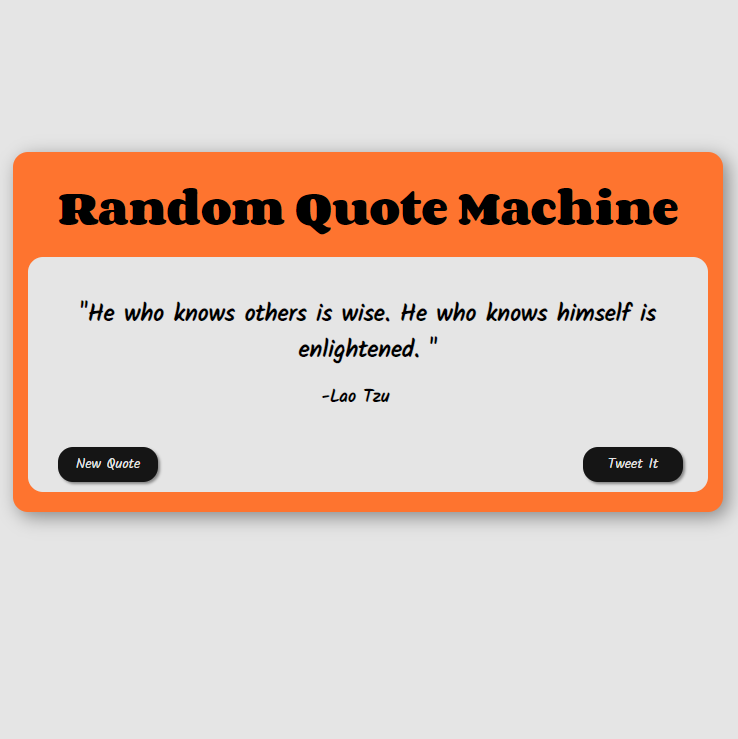 Random Quote Machine
"He who knows others is wise. He who knows himself is
enlightened. "
-Lao Tzu
New Quote
Tweet It